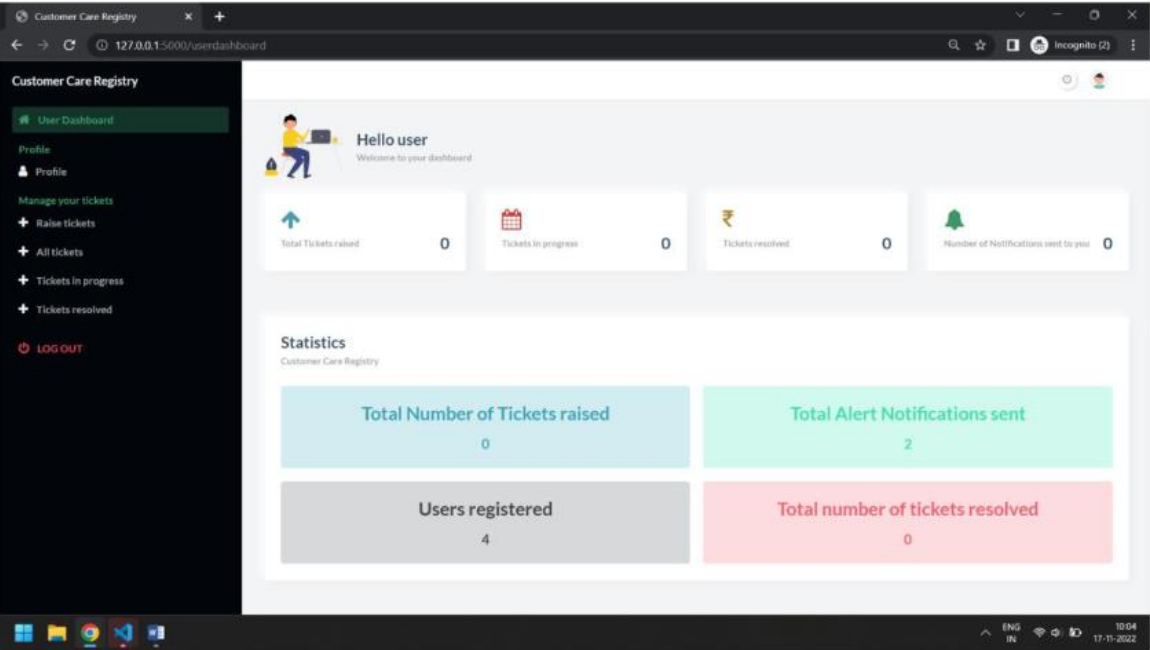 Customer Care Registry
127.0.0.1:5000/userdashboard
Incognito (2)
Customer Care Registry
User Dashboard
Profile
Profile
Manage your tickets
Raise tickets
All tickets
Tickets in progress
Tickets resolved
LOG OUT
Hello user
Welcome to your dashboard
Total Tickets raised 0
Tickets in progress 0
Tickets resolved 0
Number of Notifications sent to you 0
Statistics
Customer Care Registry
Total Number of Tickets raised
0
Total Alert Notifications sent
2
Users registered
4
Total number of tickets resolved
0
ENG
IN
10:04
17-11-2022